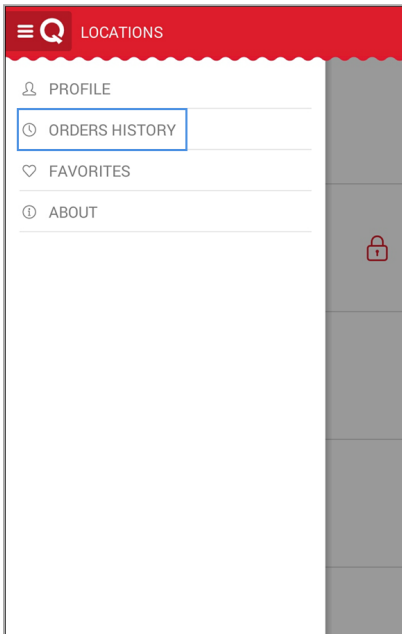 Q LOCATIONS
PROFILE
ORDERS HISTORY
FAVORITES
ABOUT